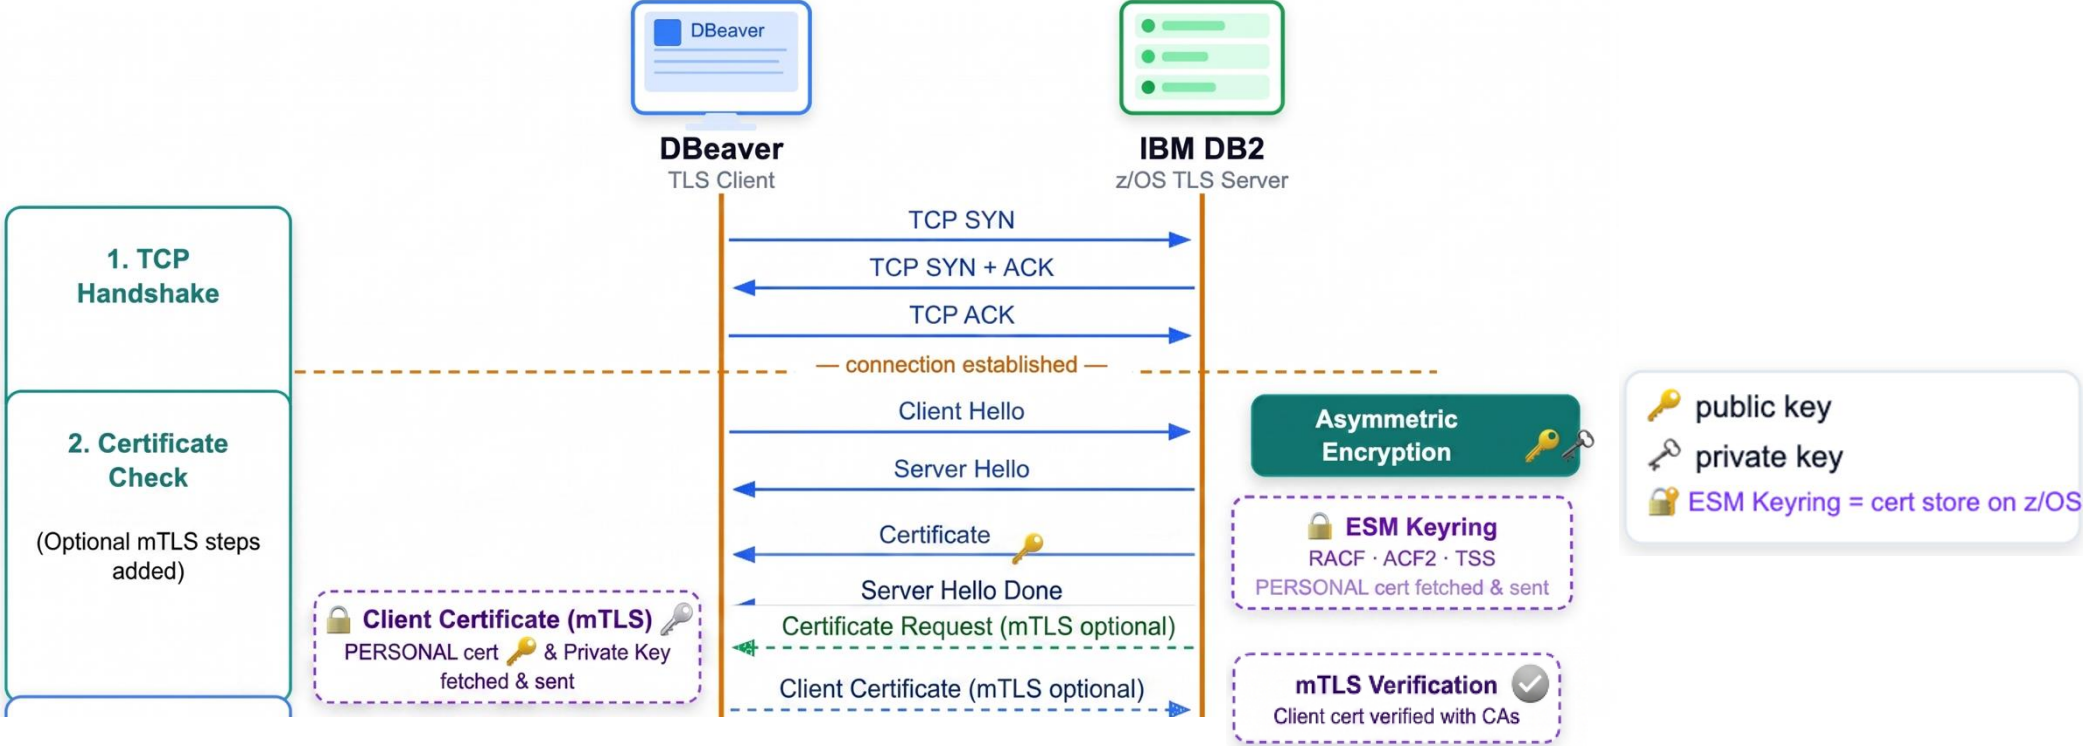 DBeaver
DBeaver
TLS Client
IBM DB2
z/OS TLS Server
1. TCP
Handshake
TCP SYN
TCP SYN + ACK
TCP ACK
— connection established —
2. Certificate
Check
(Optional mTLS steps
added)
Client Hello
Server Hello
Certificate
Server Hello Done
Certificate Request (mTLS optional)
Client Certificate (mTLS optional)
Client Certificate (mTLS)
PERSONAL cert & Private Key
fetched & sent
Asymmetric
Encryption
ESM Keyring
RACF · ACF2 · TSS
PERSONAL cert fetched & sent
mTLS Verification
Client cert verified with CAs
public key
private key
ESM Keyring = cert store on z/OS